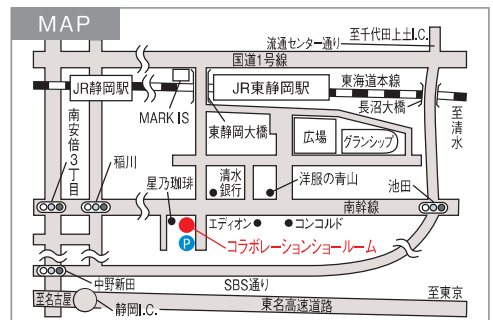 MAP
至千代田上土I.C.
流通センター通り
国道1号線
JR静岡駅
MARK IS
JR東静岡駅
東海道本線
長沼大橋
至清水
南安倍3丁目
稲川
東静岡大橋
広場
グランシップ
星乃珈琲
清水
銀行
洋服の青山
池田
南幹線
エディオン
コンコルド
P
コラボレーションショールーム
中野新田
SBS通り
至名古屋
静岡I.C.
東名高速道路
至東京